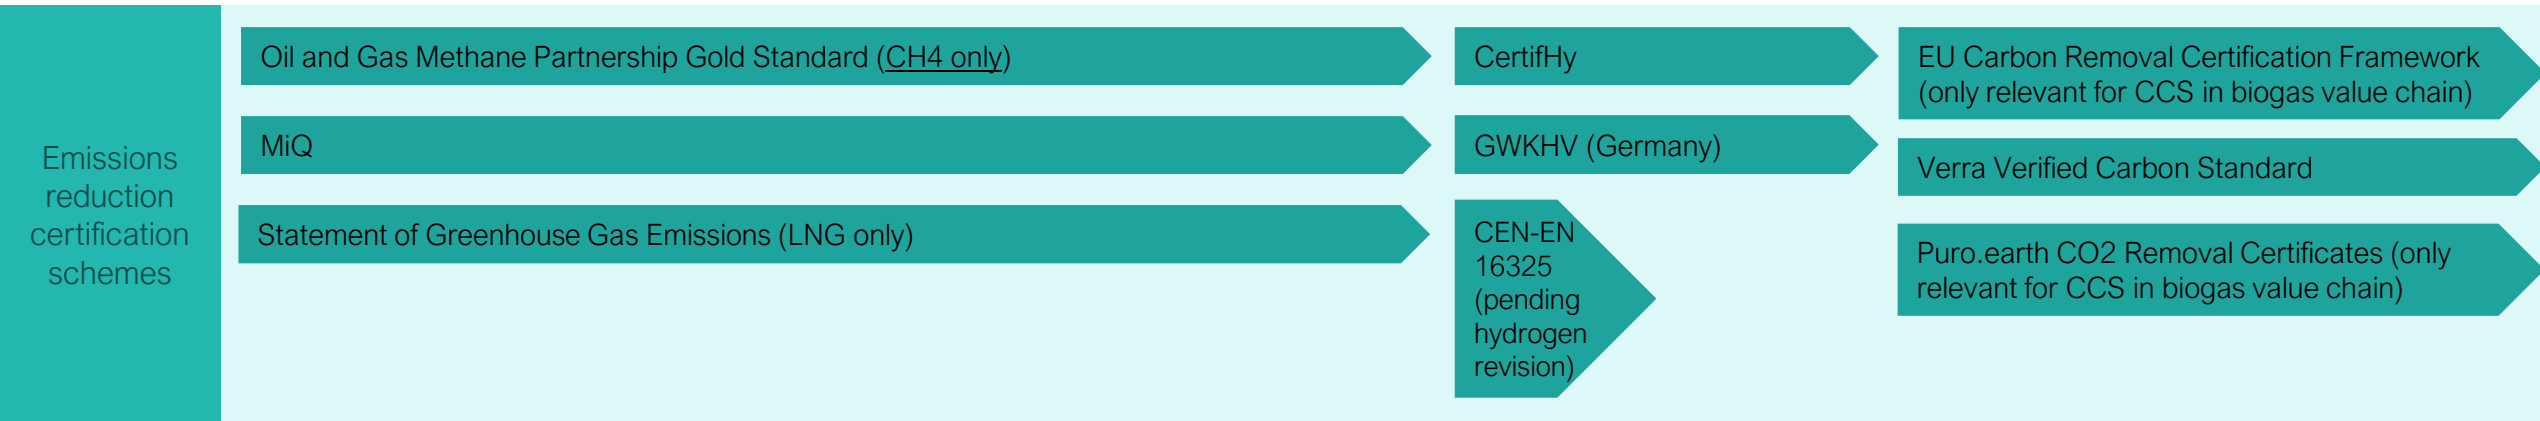 Emissions
reduction
certification
schemes
Oil and Gas Methane Partnership Gold Standard (CH4 only)
MiQ
Statement of Greenhouse Gas Emissions (LNG only)
CertifHy
GWKHV (Germany)
CEN-EN
16325
(pending
hydrogen
revision)
EU Carbon Removal Certification Framework
(only relevant for CCS in biogas value chain)
Verra Verified Carbon Standard
Puro.earth CO2 Removal Certificates (only
relevant for CCS in biogas value chain)